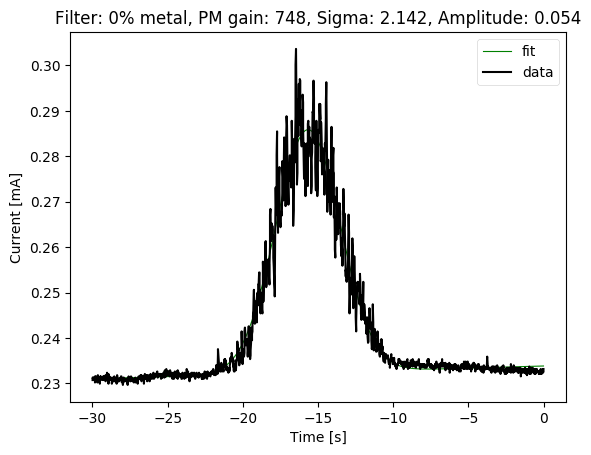 Filter: 0% metal, PM gain: 748, Sigma: 2.142, Amplitude: 0.054
fit
data
0.30
0.29
0.28
0.27
0.26
0.25
0.24
0.23
Current [mA]
−30 −25 −20 −15 −10 −5 0
Time [s]